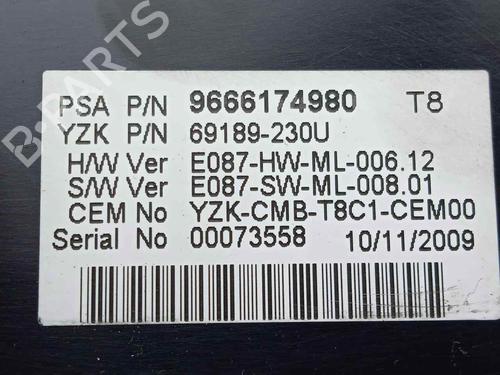 PSA P/N 9666174980 T8
YZK P/N 69189-230U
H/W Ver E087-HW-ML-006.12
S/W Ver E087-SW-ML-008.01
CEM No YZK-CMB-T8C1-CEM00
Serial No 00073558 10/11/2009
B-PARTS